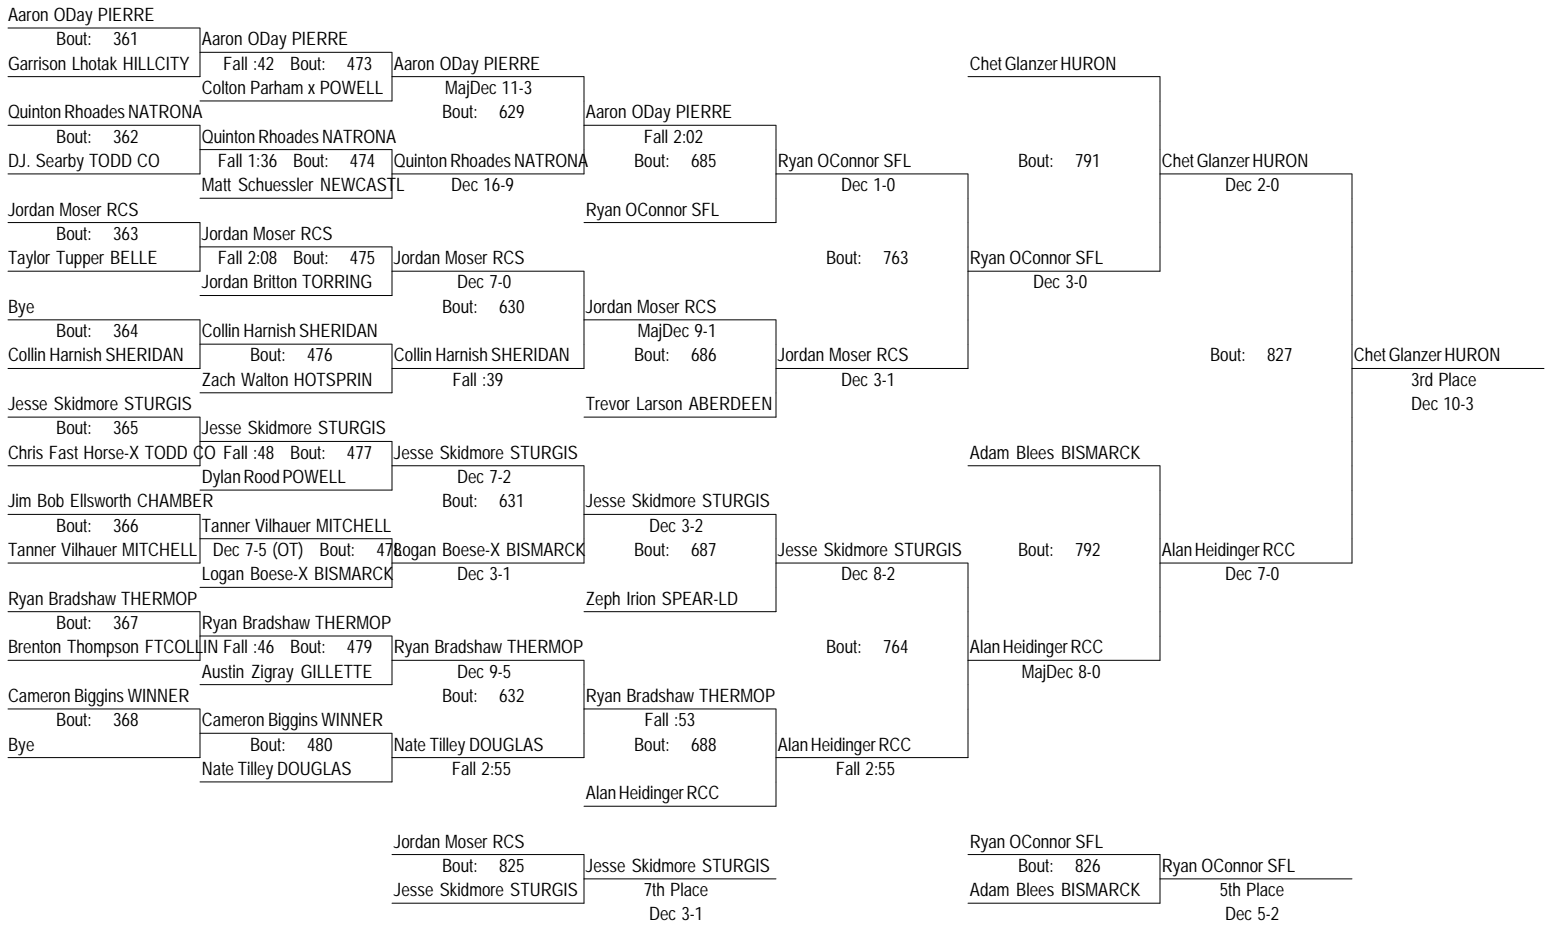 Aaron ODay PIERRE
Bout: 361
Garrison Lhotak HILLCITY
Quinton Rhoades NATRONA
Bout: 362
DJ. Searby TODD CO
Jordan Moser RCS
Bout: 363
Taylor Tupper BELLE
Bye
Bout: 364
Collin Harnish SHERIDAN
Jesse Skidmore STURGIS
Bout: 365
Chris Fast Horse-X TODD CO
Jim Bob Ellsworth CHAMBER
Bout: 366
Tanner Vilhauer MITCHELL
Ryan Bradshaw THERMOP
Bout: 367
Brenton Thompson FTCOLLIN
Cameron Biggins WINNER
Bout: 368
Bye
Aaron ODay PIERRE
Fall :42 Bout: 473
Colton Parham x POWELL
Quinton Rhoades NATRONA
Fall 1:36 Bout: 474
Matt Schuessler NEWCASTL
Jordan Moser RCS
Fall 2:08 Bout: 475
Jordan Britton TORRING
Collin Harnish SHERIDAN
Bout: 476
Zach Walton HOTSPRIN
Jesse Skidmore STURGIS
Fall :48 Bout: 477
Dylan Rood POWELL
Tanner Vilhauer MITCHELL
Dec 7-5 (OT) Bout: 478
Logan Boese-X BISMARCK
Ryan Bradshaw THERMOP
Fall :46 Bout: 479
Austin Zigray GILLETTE
Cameron Biggins WINNER
Bout: 480
Nate Tilley DOUGLAS
Aaron ODay PIERRE
MajDec 11-3
Bout: 629
Quinton Rhoades NATRONA
Dec 16-9
Jordan Moser RCS
Dec 7-0
Bout: 630
Collin Harnish SHERIDAN
Fall :39
Jesse Skidmore STURGIS
Dec 7-2
Bout: 631
Logan Boese-X BISMARCK
Dec 3-1
Ryan Bradshaw THERMOP
Dec 9-5
Bout: 632
Nate Tilley DOUGLAS
Fall 2:55
Aaron ODay PIERRE
Fall 2:02
Bout: 685
Ryan OConnor SFL
Jordan Moser RCS
MajDec 9-1
Bout: 686
Trevor Larson ABERDEEN
Jesse Skidmore STURGIS
Dec 3-2
Bout: 687
Zeph Irion SPEAR-LD
Ryan Bradshaw THERMOP
Fall :53
Bout: 688
Alan Heidinger RCC
Ryan OConnor SFL
Dec 1-0
Bout: 763
Jordan Moser RCS
Dec 3-1
Jesse Skidmore STURGIS
Dec 8-2
Bout: 764
Alan Heidinger RCC
Fall 2:55
Chet Glanzer HURON
Bout: 791
Ryan OConnor SFL
Dec 3-0
Adam Blees BISMARCK
Bout: 792
Alan Heidinger RCC
MajDec 8-0
Chet Glanzer HURON
Dec 2-0
Bout: 827
Alan Heidinger RCC
Dec 7-0
Chet Glanzer HURON
3rd Place
Dec 10-3
Jordan Moser RCS
Bout: 825
Jesse Skidmore STURGIS
Jesse Skidmore STURGIS
7th Place
Dec 3-1
Ryan OConnor SFL
Bout: 826
Adam Blees BISMARCK
Ryan OConnor SFL
5th Place
Dec 5-2